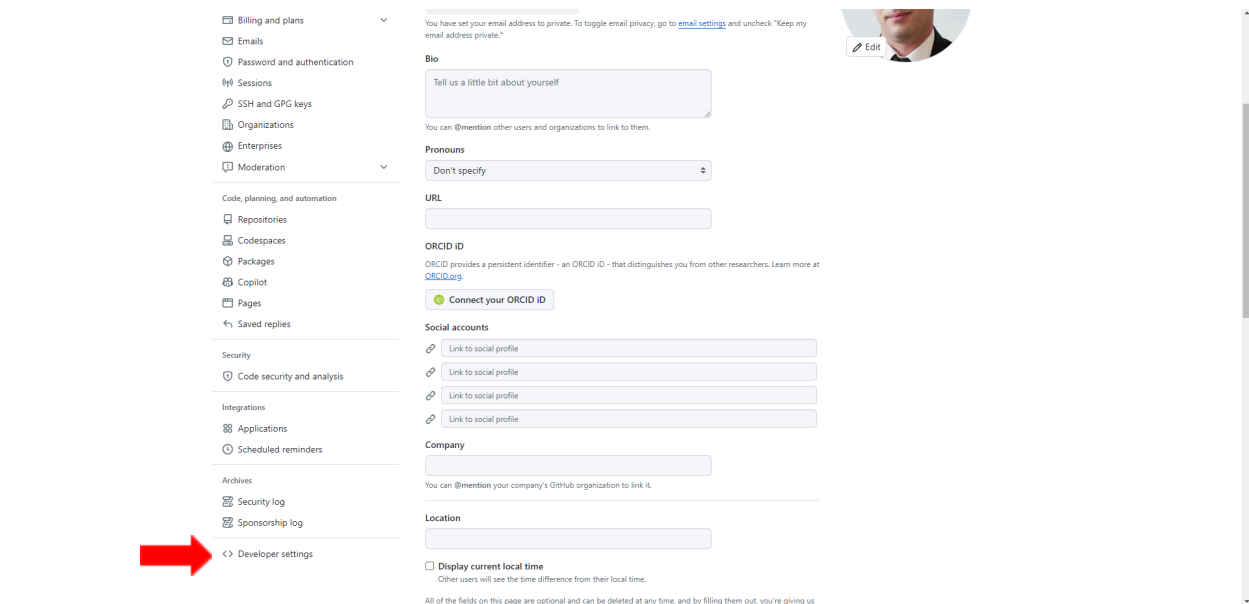 Billing and plans
Emails
Password and authentication
Sessions
SSH and GPG keys
Organizations
Enterprises
Moderation
Code, planning, and automation
Repositories
Codespaces
Packages
Copilot
Pages
Saved replies
Security
Code security and analysis
Integrations
Applications
Scheduled reminders
Archives
Security log
Sponsorship log
Developer settings
You have set your email address to private. To toggle email privacy, go to email settings and uncheck "Keep my
email address private."
Bio
Tell us a little bit about yourself
You can @mention other users and organizations to link to them.
Pronouns
Don't specify
URL
ORCID iD
ORCID provides a persistent identifier - an ORCID iD - that distinguishes you from other researchers. Learn more at
ORCID.org.
iD Connect your ORCID iD
Social accounts
Link to social profile
Link to social profile
Link to social profile
Link to social profile
Company
You can @mention your company's GitHub organization to link it.
Location
Display current local time
Other users will see the time difference from their local time.
All of the fields on this page are optional and can be deleted at any time, and by filling them out, you're giving us
Edit